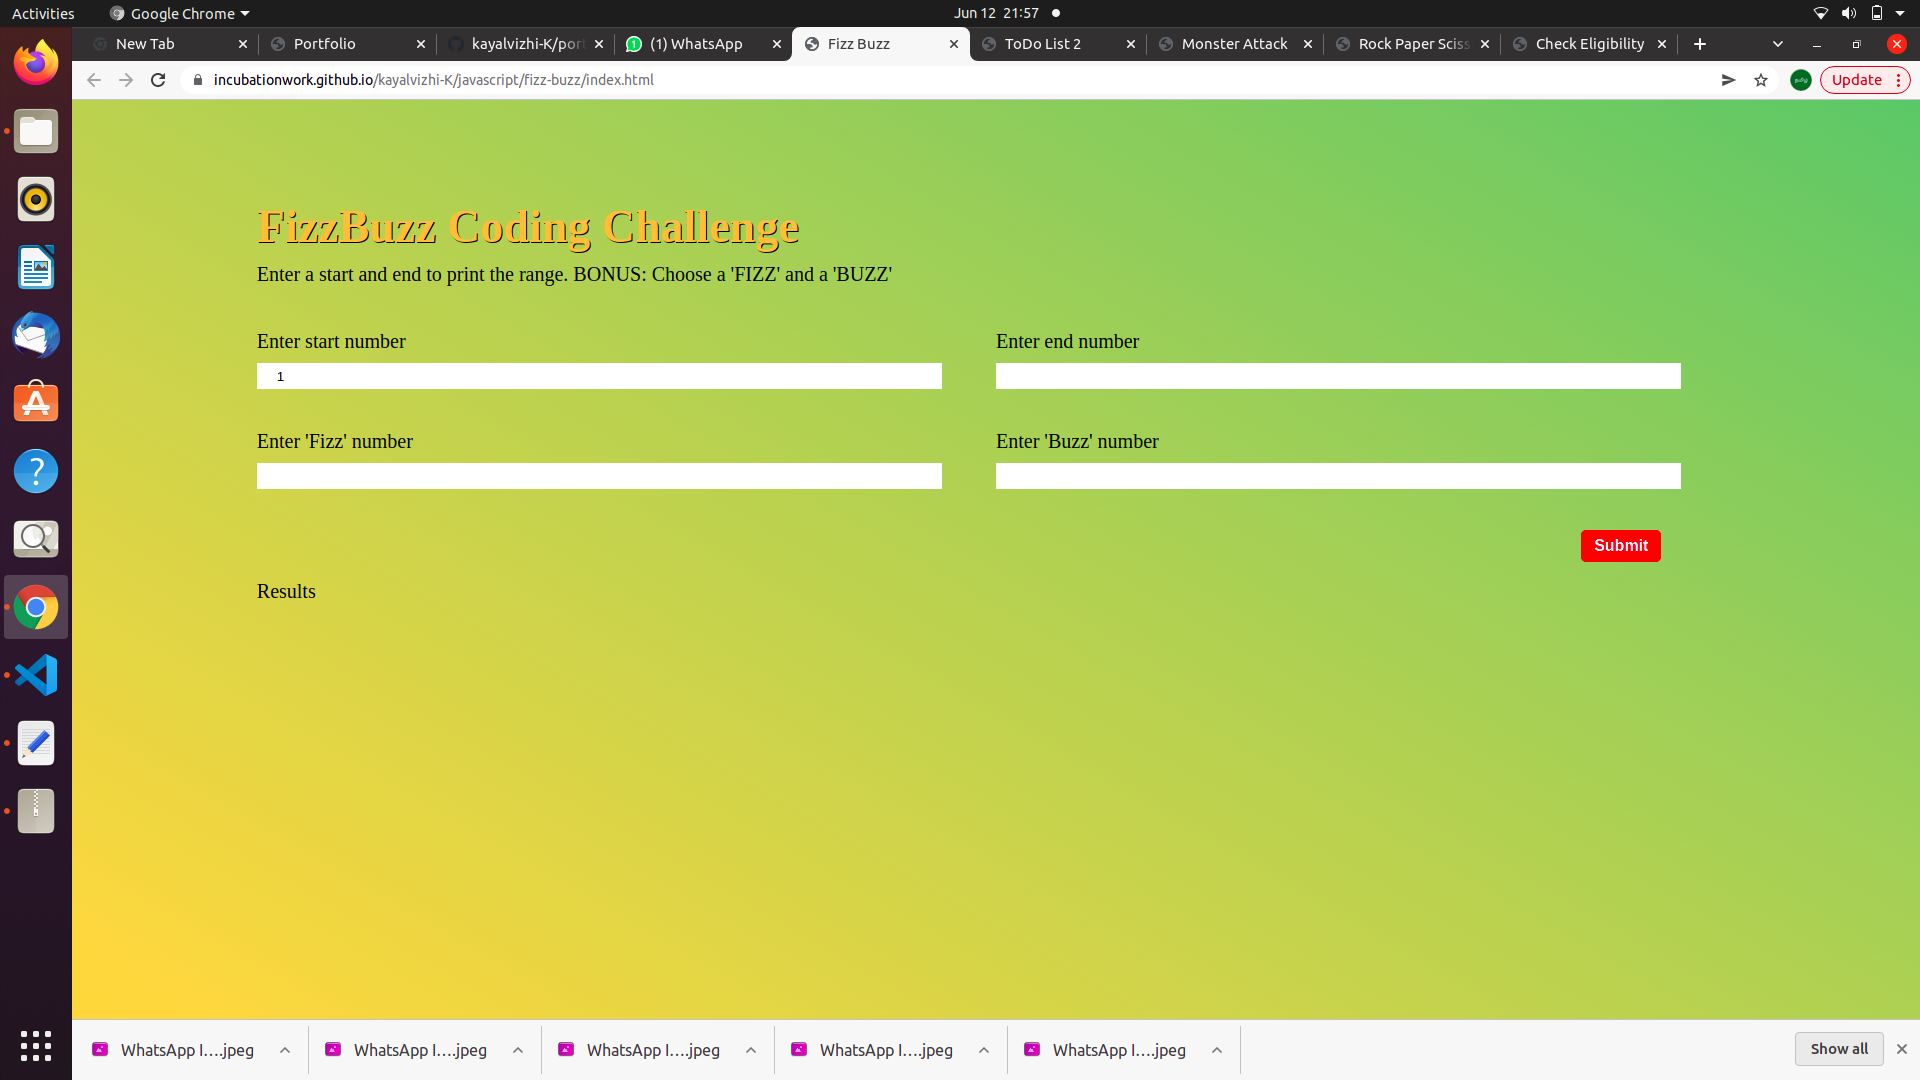 Activities
Google Chrome
Jun 12 21:57
New Tab
Portfolio
kayalvizhi-K/por
(1) WhatsApp
Fizz Buzz
ToDo List 2
Monster Attack
Rock Paper Sciss
Check Eligibility
incubationwork.github.io/kayalvizhi-K/javascript/fizz-buzz/index.html
Update
FizzBuzz Coding Challenge
Enter a start and end to print the range. BONUS: Choose a 'FIZZ' and a 'BUZZ'
Enter start number
Enter end number
1
Enter 'Fizz' number
Enter 'Buzz' number
Submit
Results
WhatsApp I....jpeg
WhatsApp I....jpeg
WhatsApp I....jpeg
WhatsApp I....jpeg
WhatsApp I....jpeg
Show all